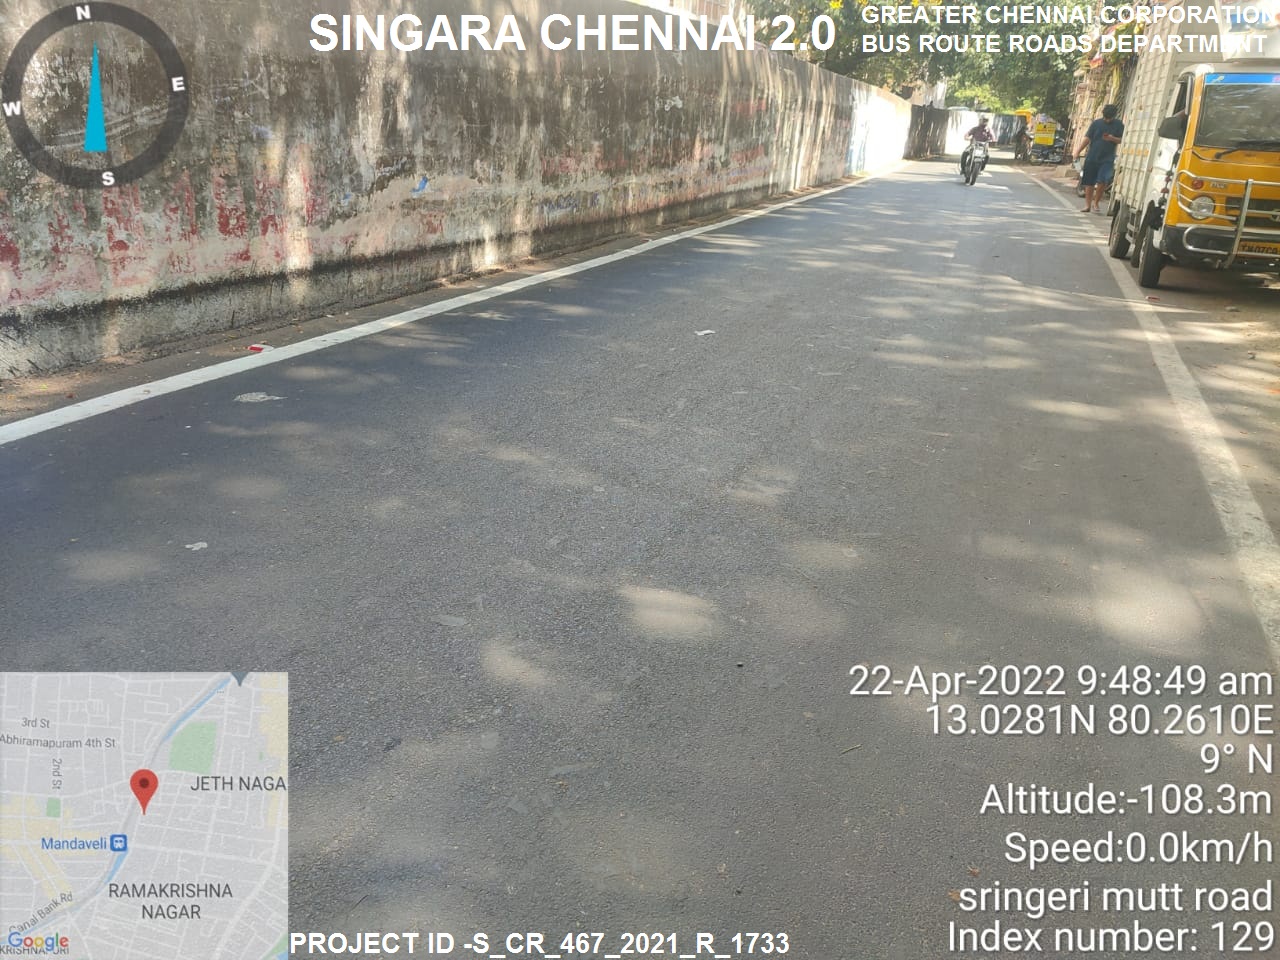 N
SINGARA CHENNAI 2.0
GREATER CHENNAI CORPORATION
BUS ROUTE ROADS DEPARTMENT
W
E
S
22-Apr-2022 9:48:49 am
13.0281N 80.2610E
9° N
Altitude:-108.3m
Speed:0.0km/h
sringeri mutt road
Index number: 129
3rd St
Abhiramapuram 4th St
2nd St
JETH NAGA
Mandaveli
RAMAKRISHNA
NAGAR
Canal Bank Rd
Google
KRISHNAPURI
PROJECT ID -S_CR_467_2021_R_1733